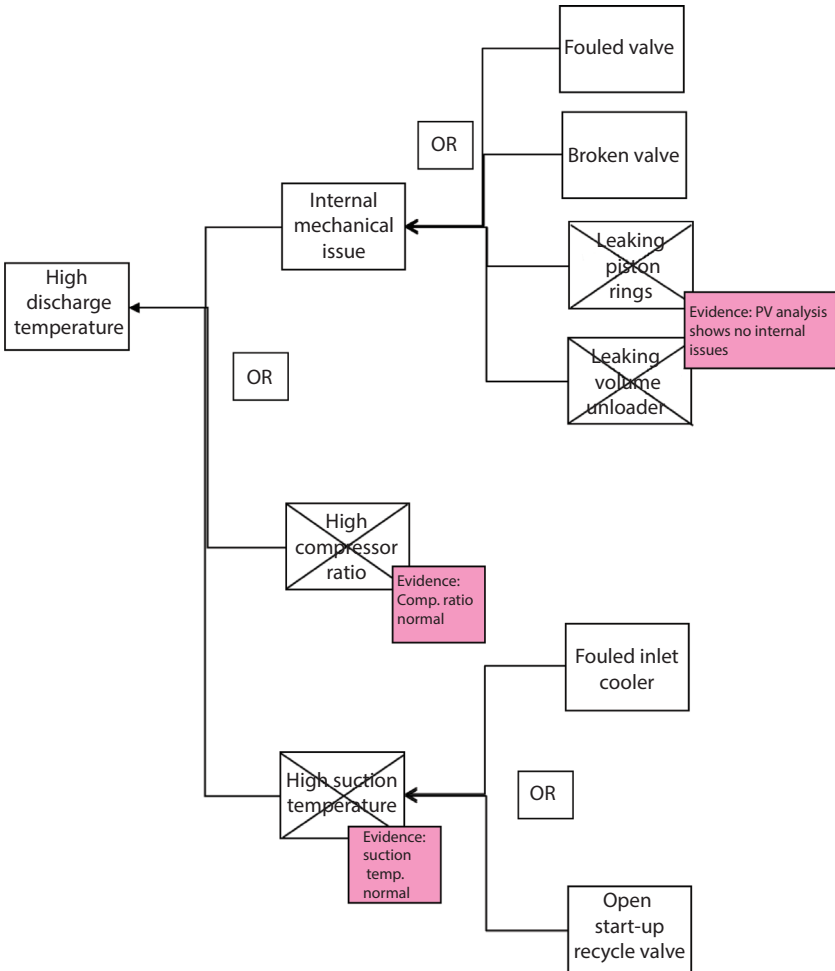 Fouled valve
OR
Broken valve
Internal
mechanical
issue
Leaking
piston
rings
High
discharge
temperature
Evidence: PV analysis
shows no internal
issues
Leaking
volume
unloader
OR
High
compressor
ratio
Evidence:
Comp. ratio
normal
Fouled inlet
cooler
High suction
temperature
OR
Evidence:
suction
temp.
normal
Open
start-up
recycle valve